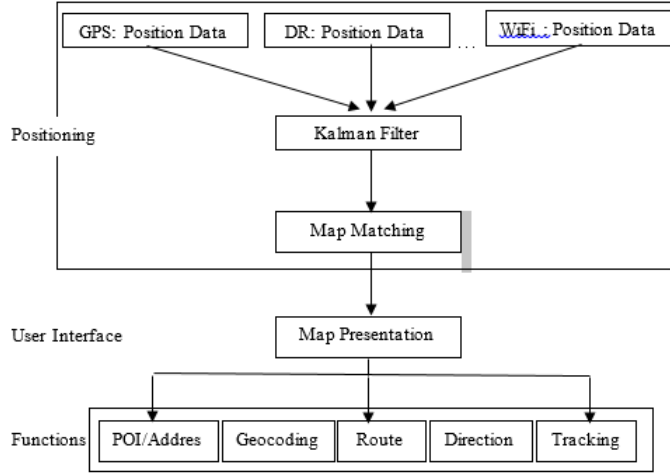 GPS: Position Data
DR: Position Data
...
WiFi : Position Data
Positioning
Kalman Filter
Map Matching
User Interface
Map Presentation
Functions
POI/Addres
Geocoding
Route
Direction
Tracking